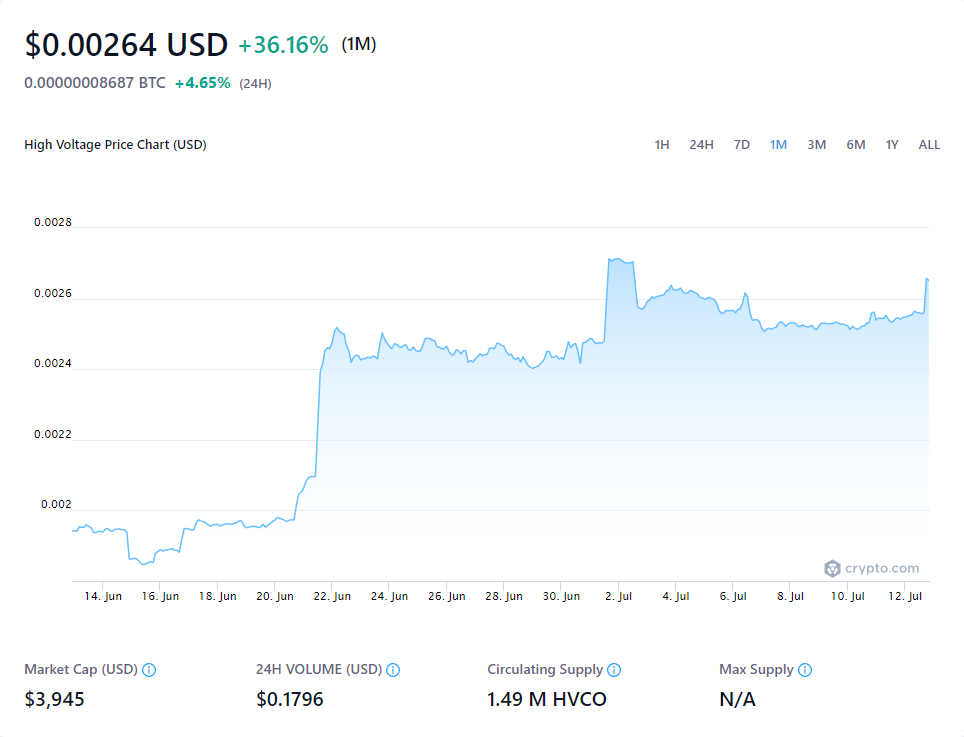 $0.00264 USD +36.16% (1M)
0.00000008687 BTC +4.65% (24H)
High Voltage Price Chart (USD) 1H 24H 7D 1M 3M 6M 1Y ALL
0.0028
0.0026
0.0024
0.0022
0.002
crypto.com
14. Jun 16. Jun 18. Jun 20. Jun 22. Jun 24. Jun 26. Jun 28. Jun 30. Jun 2. Jul 4. Jul 6. Jul 8. Jul 10. Jul 12. Jul
Market Cap (USD) 24H VOLUME (USD) Circulating Supply Max Supply
$3,945 $0.1796 1.49 M HVCO N/A